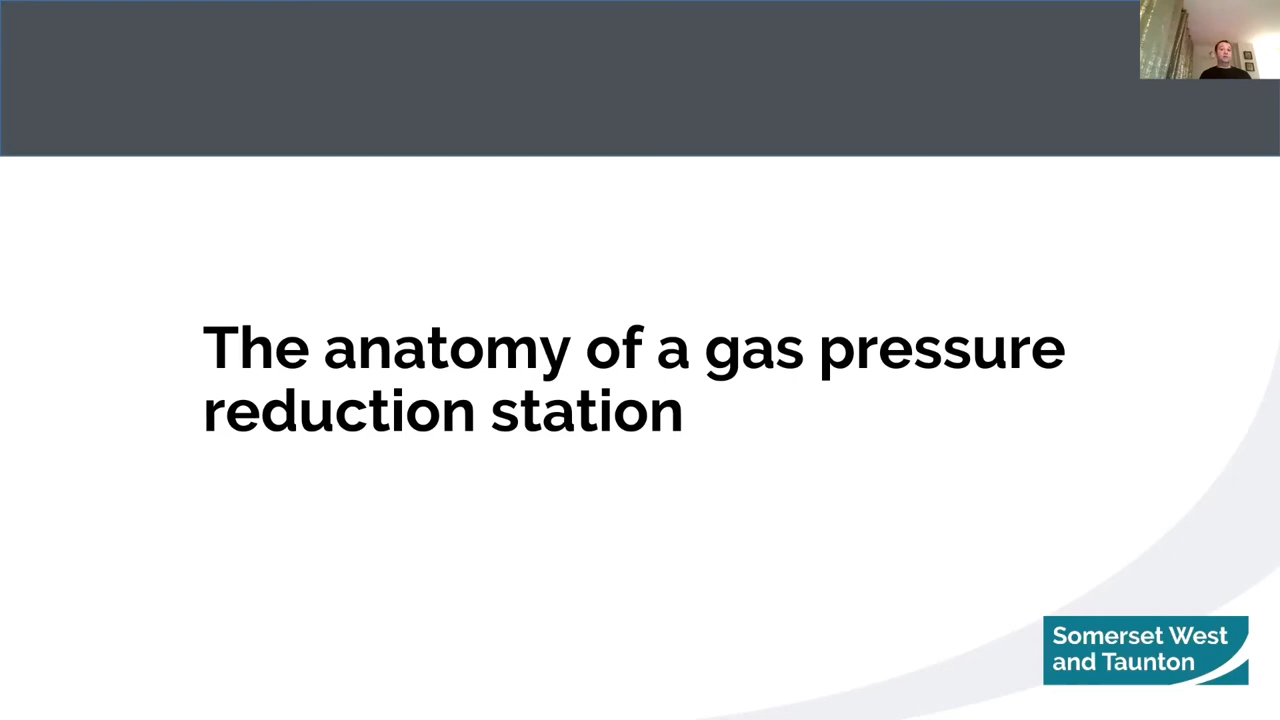 The anatomy of a gas pressure
reduction station
Somerset West
and Taunton